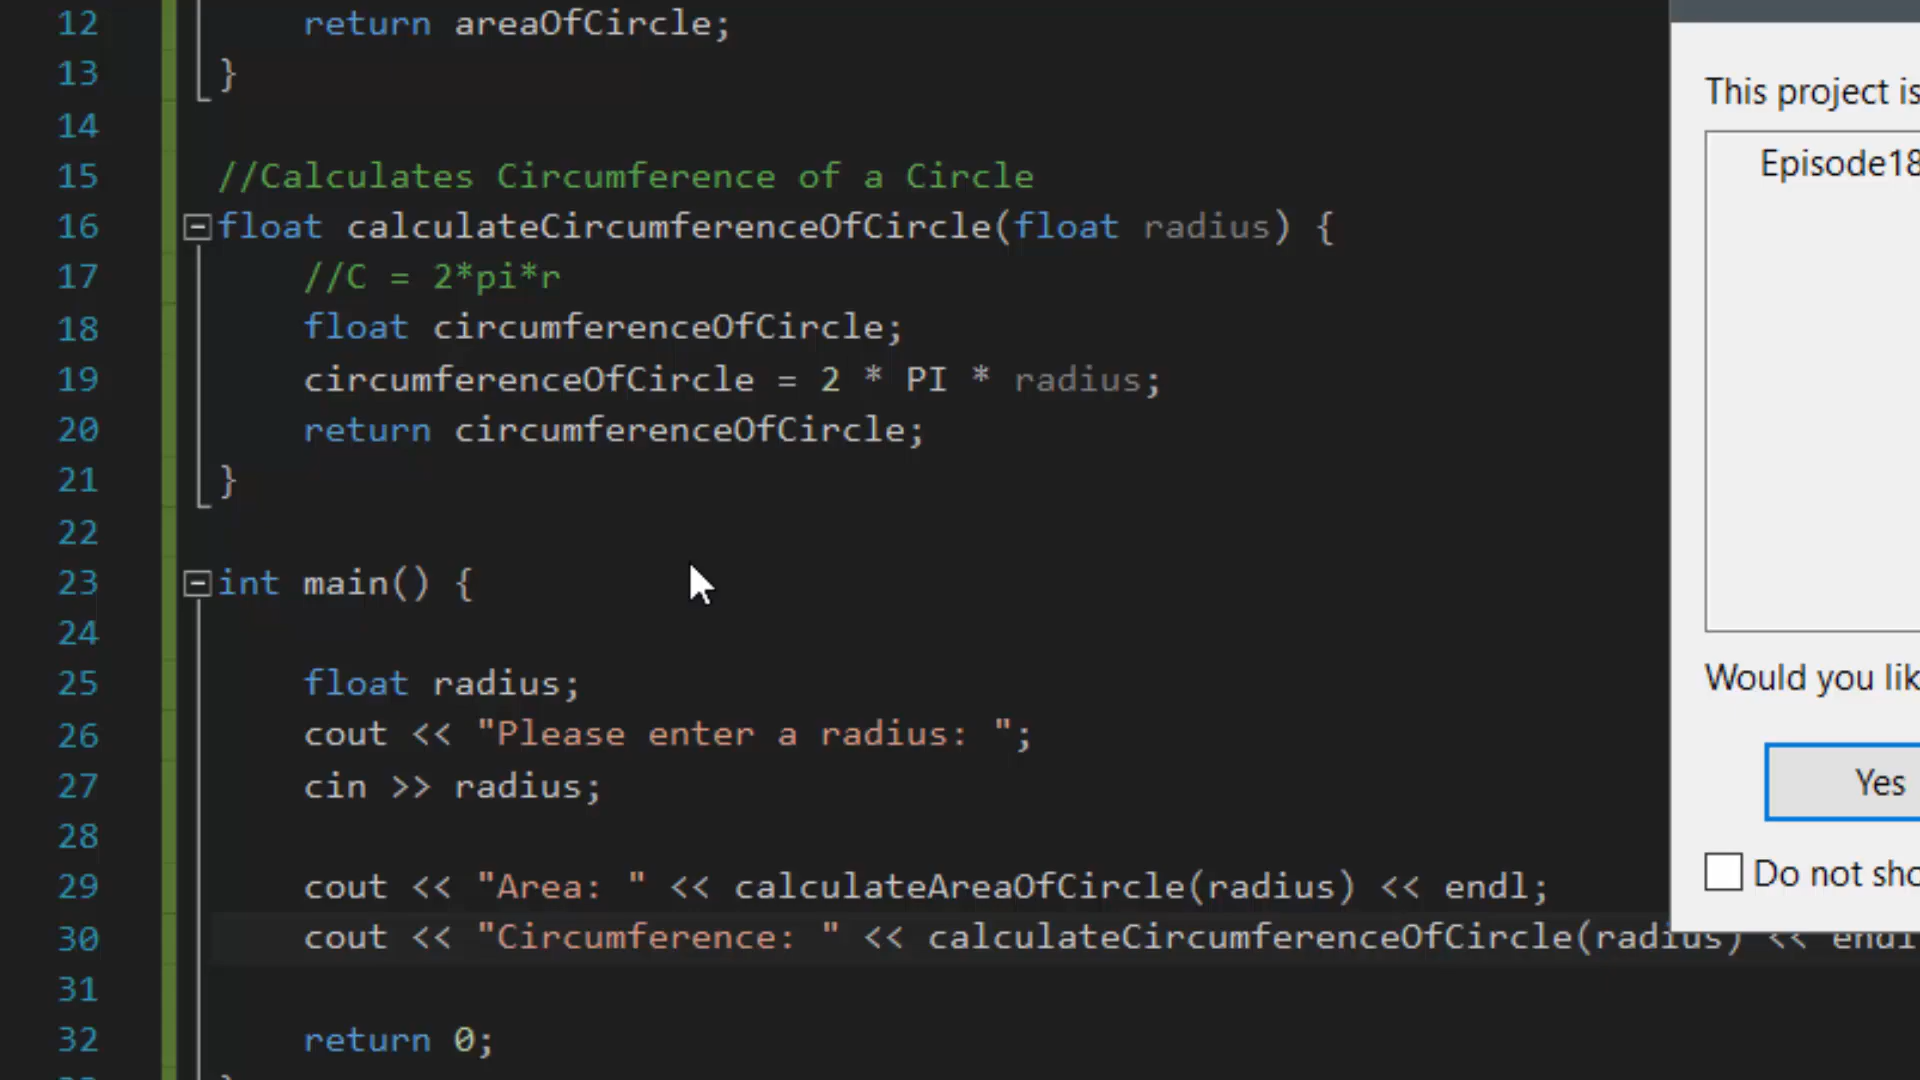 12 return areaOfCircle;
13 }
14
15 //Calculates Circumference of a Circle
16 float calculateCircumferenceOfCircle(float radius) {
17 //C = 2*pi*r
18 float circumferenceOfCircle;
19 circumferenceOfCircle = 2 * PI * radius;
20 return circumferenceOfCircle;
21 }
22
23 int main() {
24
25 float radius;
26 cout << "Please enter a radius: ";
27 cin >> radius;
28
29 cout << "Area: " << calculateAreaOfCircle(radius) << endl;
30 cout << "Circumference: " << calculateCircumferenceOfCircle(radius) << endl
31
32 return 0;
This project is
Episode18
Would you lik
Yes
Do not sho